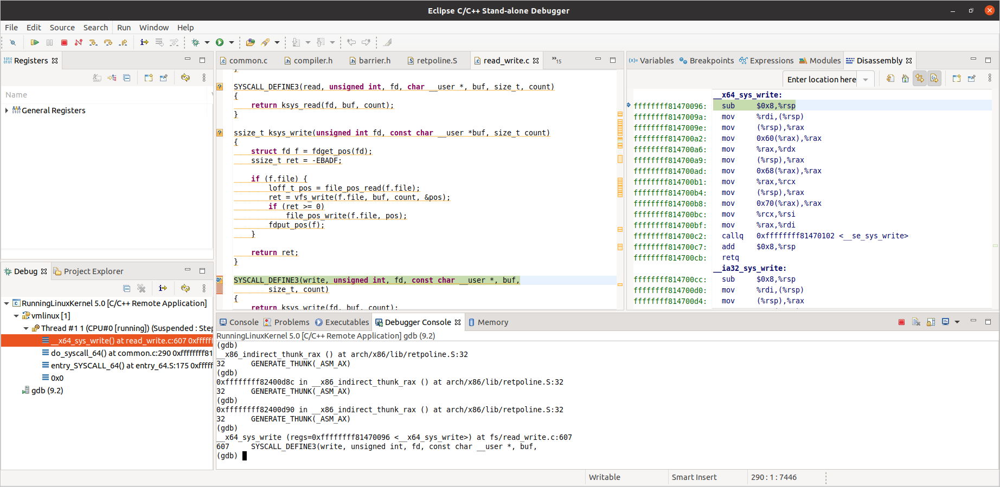 Eclipse C/C++ Stand-alone Debugger
File Edit Source Search Run Window Help
Registers
Name
General Registers
Debug Project Explorer
RunningLinuxKernel 5.0 [C/C++ Remote Application]
vmlinux [1]
Thread #1 1 (CPU#0 [running]) (Suspended : Step
__x64_sys_write() at read_write.c:607 0xffffff
do_syscall_64() at common.c:290 0xffffffff81
entry_SYSCALL_64() at entry_64.S:175 0xfffff
0x0
gdb (9.2)
common.c compiler.h barrier.h retpoline.S read_write.c »15
}
SYSCALL_DEFINE3(read, unsigned int, fd, char __user *, buf, size_t, count)
{
return ksys_read(fd, buf, count);
}
ssize_t ksys_write(unsigned int fd, const char __user *buf, size_t count)
{
struct fd f = fdget_pos(fd);
ssize_t ret = -EBADF;
if (f.file) {
loff_t pos = file_pos_read(f.file);
ret = vfs_write(f.file, buf, count, &pos);
if (ret >= 0)
file_pos_write(f.file, pos);
fdput_pos(f);
}
return ret;
}
SYSCALL_DEFINE3(write, unsigned int, fd, const char __user *, buf,
size_t, count)
{
return ksys_write(fd, buf, count);
Variables Breakpoints Expressions Modules Disassembly
Enter location here
__x64_sys_write:
ffffffff81470096: sub $0x8,%rsp
ffffffff8147009a: mov %rdi,(%rsp)
ffffffff8147009e: mov (%rsp),%rax
ffffffff814700a2: mov 0x60(%rax),%rax
ffffffff814700a6: mov %rax,%rdx
ffffffff814700a9: mov (%rsp),%rax
ffffffff814700ad: mov 0x68(%rax),%rax
ffffffff814700b1: mov %rax,%rcx
ffffffff814700b4: mov (%rsp),%rax
ffffffff814700b8: mov 0x70(%rax),%rax
ffffffff814700bc: mov %rcx,%rsi
ffffffff814700bf: mov %rax,%rdi
ffffffff814700c2: callq 0xffffffff81470102 <__se_sys_write>
ffffffff814700c7: add $0x8,%rsp
ffffffff814700cb: retq
__ia32_sys_write:
ffffffff814700cc: sub $0x8,%rsp
ffffffff814700d0: mov %rdi,(%rsp)
ffffffff814700d4: mov (%rsp),%rax
Console Problems Executables Debugger Console Memory
RunningLinuxKernel 5.0 [C/C++ Remote Application] gdb (9.2)
(gdb)
__x86_indirect_thunk_rax () at arch/x86/lib/retpoline.S:32
32 GENERATE_THUNK(_ASM_AX)
(gdb)
0xffffffff82400d8c in __x86_indirect_thunk_rax () at arch/x86/lib/retpoline.S:32
32 GENERATE_THUNK(_ASM_AX)
(gdb)
0xffffffff82400d90 in __x86_indirect_thunk_rax () at arch/x86/lib/retpoline.S:32
32 GENERATE_THUNK(_ASM_AX)
(gdb)
__x64_sys_write (regs=0xffffffff81470096 <__x64_sys_write>) at fs/read_write.c:607
607 SYSCALL_DEFINE3(write, unsigned int, fd, const char __user *, buf,
(gdb)
Writable Smart Insert 290 : 1 : 7446